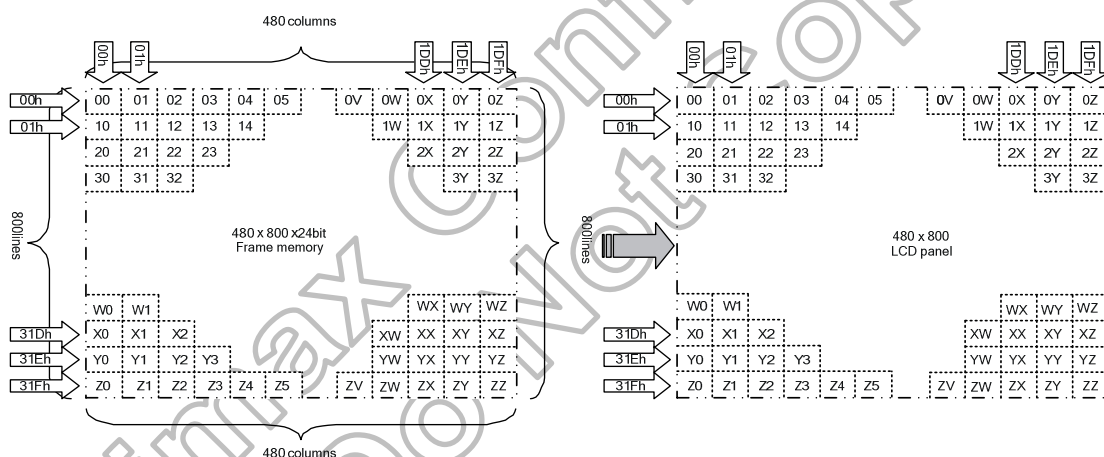 480 columns
00h 01h 1DDh 1DEh 1DFh 00h 01h 1DDh 1DEh 1DFh
00h 00 01 02 03 04 05 0V 0W 0X 0Y 0Z 00h 00 01 02 03 04 05 0V 0W 0X 0Y 0Z
01h 10 11 12 13 14 1W 1X 1Y 1Z 01h 10 11 12 13 14 1W 1X 1Y 1Z
20 21 22 23 2X 2Y 2Z 20 21 22 23 2X 2Y 2Z
30 31 32 3Y 3Z 30 31 32 3Y 3Z
800lines 480 x 800 x24bit 800lines 480 x 800
Frame memory LCD panel
W0 W1 WX WY WZ W0 W1 WX WY WZ
31Dh X0 X1 X2 XW XX XY XZ 31Dh X0 X1 X2 XW XX XY XZ
31Eh Y0 Y1 Y2 Y3 YW YX YY YZ 31Eh Y0 Y1 Y2 Y3 YW YX YY YZ
31Fh Z0 Z1 Z2 Z3 Z4 Z5 ZV ZW ZX ZY ZZ 31Fh Z0 Z1 Z2 Z3 Z4 Z5 ZV ZW ZX ZY ZZ
480 columns